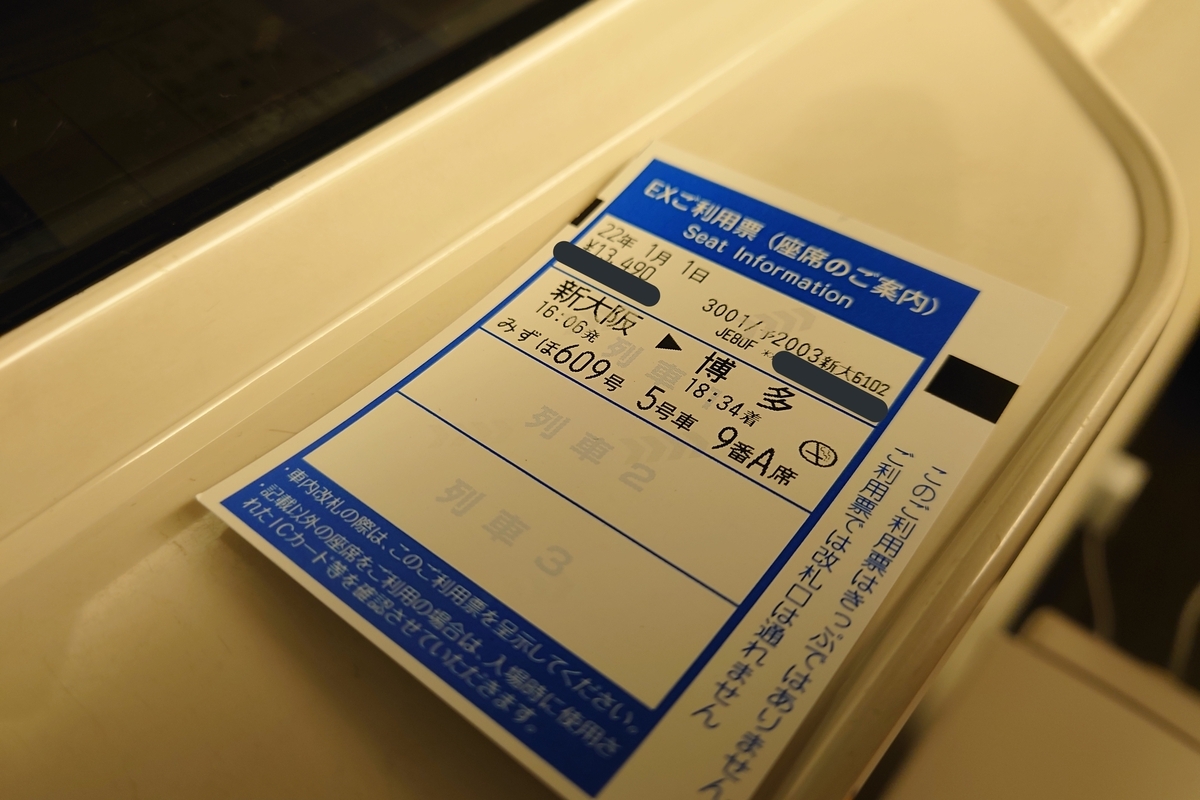 EXご利用票（座席のご案内）
Seat Information
22年 1月 1日
¥13,490
3001/
2003新大6102
JEBUF
新大阪 ▶ 博多
16:06発 18:34着
みずほ609号 5号車 9番A席
列車
列車2
列車3
・車内改札の際は、このご利用票を呈示してください。
・記載以外の座席をご利用の場合は、入場時に使用さ
れたICカード等を確認させていただきます。
このご利用票はきっぷではありません
ご利用票では改札口は通れません